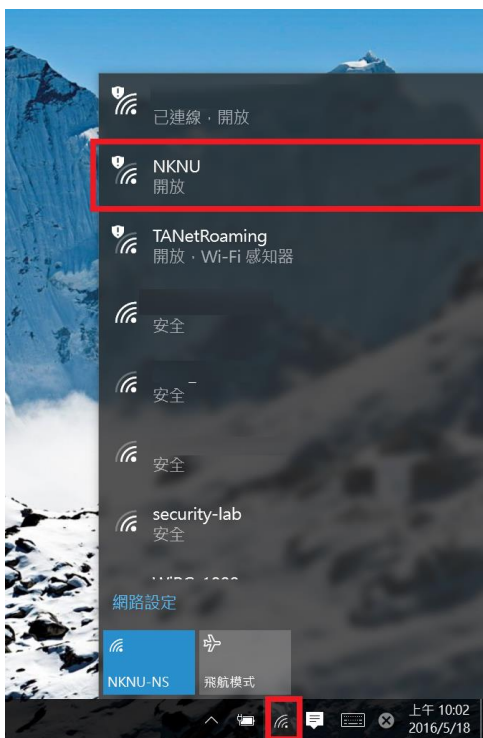 已連線，開放
NKNU
開放
TANetRoaming
開放，Wi-Fi 感知器
安全
安全
安全
security-lab
安全
網路設定
NKNU-NS
飛航模式
上午 10:02
2016/5/18